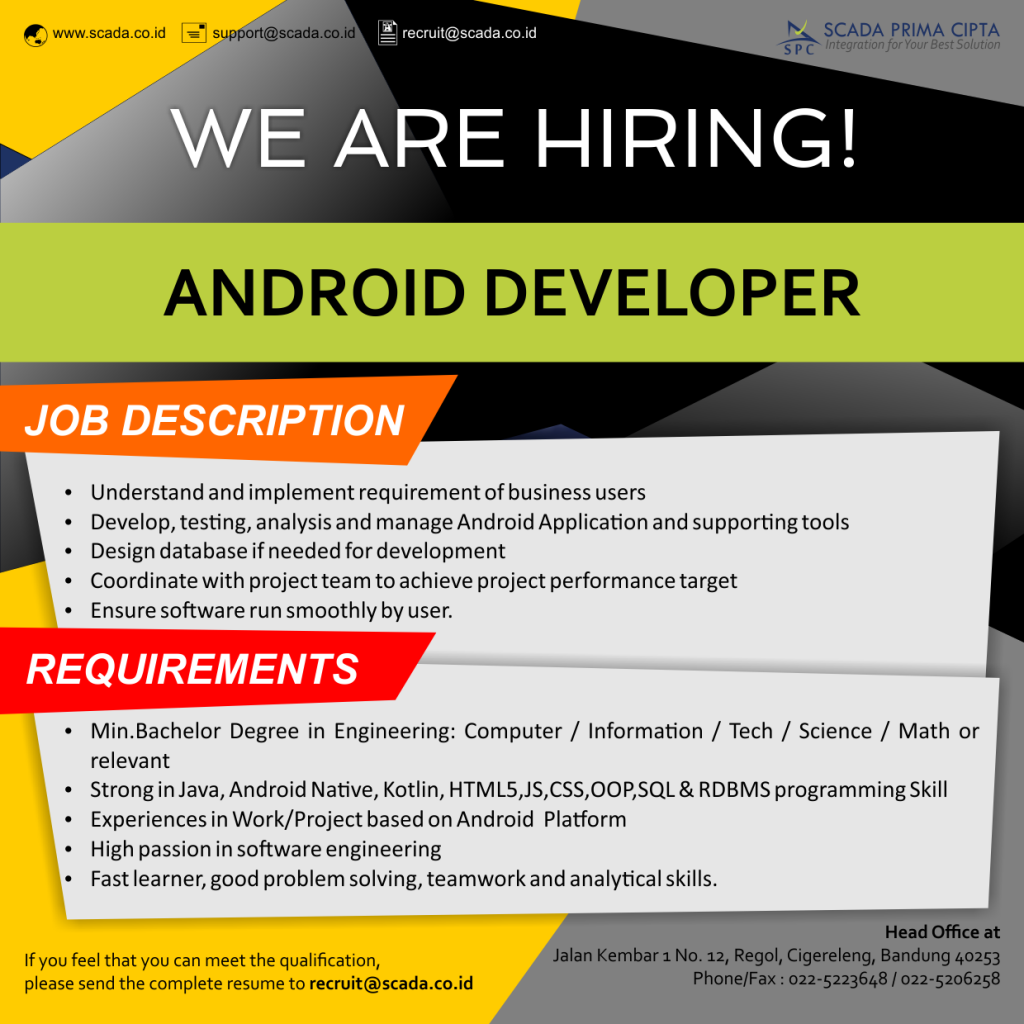 www.scada.co.id support@scada.co.id recruit@scada.co.id
SPC SCADA PRIMA CIPTA
Integration for Your Best Solution
WE ARE HIRING!
ANDROID DEVELOPER
JOB DESCRIPTION
• Understand and implement requirement of business users
• Develop, testing, analysis and manage Android Application and supporting tools
• Design database if needed for development
• Coordinate with project team to achieve project performance target
• Ensure software run smoothly by user.
REQUIREMENTS
• Min.Bachelor Degree in Engineering: Computer / Information / Tech / Science / Math or
relevant
• Strong in Java, Android Native, Kotlin, HTML5,JS,CSS,OOP,SQL & RDBMS programming Skill
• Experiences in Work/Project based on Android Platform
• High passion in software engineering
• Fast learner, good problem solving, teamwork and analytical skills.
If you feel that you can meet the qualification,
please send the complete resume to recruit@scada.co.id
Head Office at
Jalan Kembar 1 No. 12, Regol, Cigereleng, Bandung 40253
Phone/Fax : 022-5223648 / 022-5206258